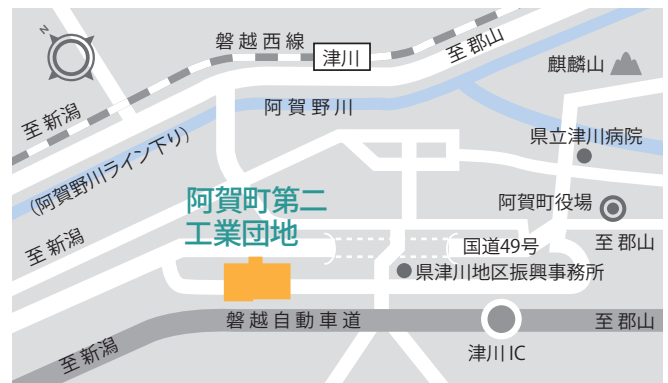 N
磐越西線
津川
至郡山
麒麟山
至新潟
阿賀野川
県立津川病院
(阿賀野川ライン下り)
阿賀町第二
工業団地
阿賀町役場
至新潟
国道49号
至郡山
県津川地区振興事務所
磐越自動車道
至郡山
至新潟
津川IC